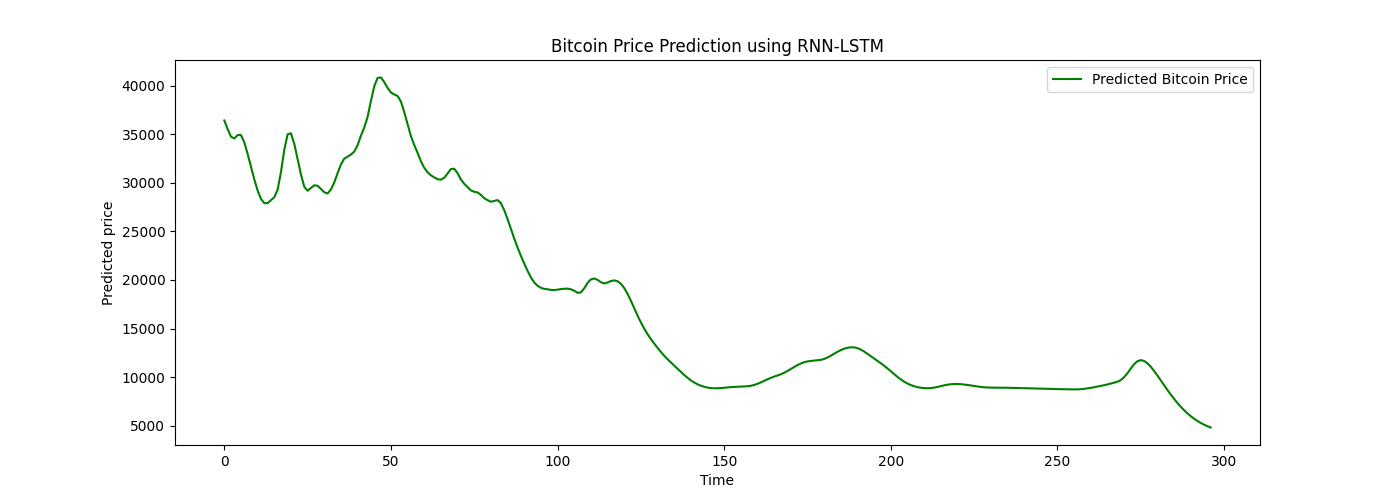 Bitcoin Price Prediction using RNN-LSTM
Predicted Bitcoin Price
Predicted price
40000
35000
30000
25000
20000
15000
10000
5000
0 50 100 150 200 250 300
Time